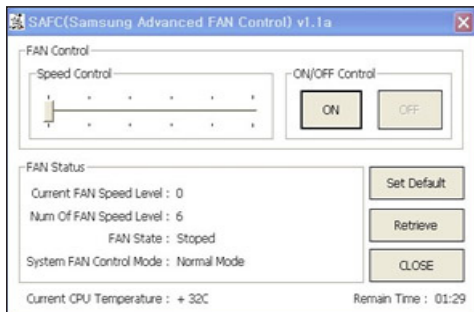 SAFC(Samsung Advanced FAN Control) v1.1a
FAN Control
Speed Control
ON/OFF Control
ON
OFF
FAN Status
Current FAN Speed Level : 0
Num Of FAN Speed Level : 6
FAN State : Stoped
System FAN Control Mode : Normal Mode
Set Default
Retrieve
CLOSE
Current CPU Temperature : + 32C
Remain Time : 01:29